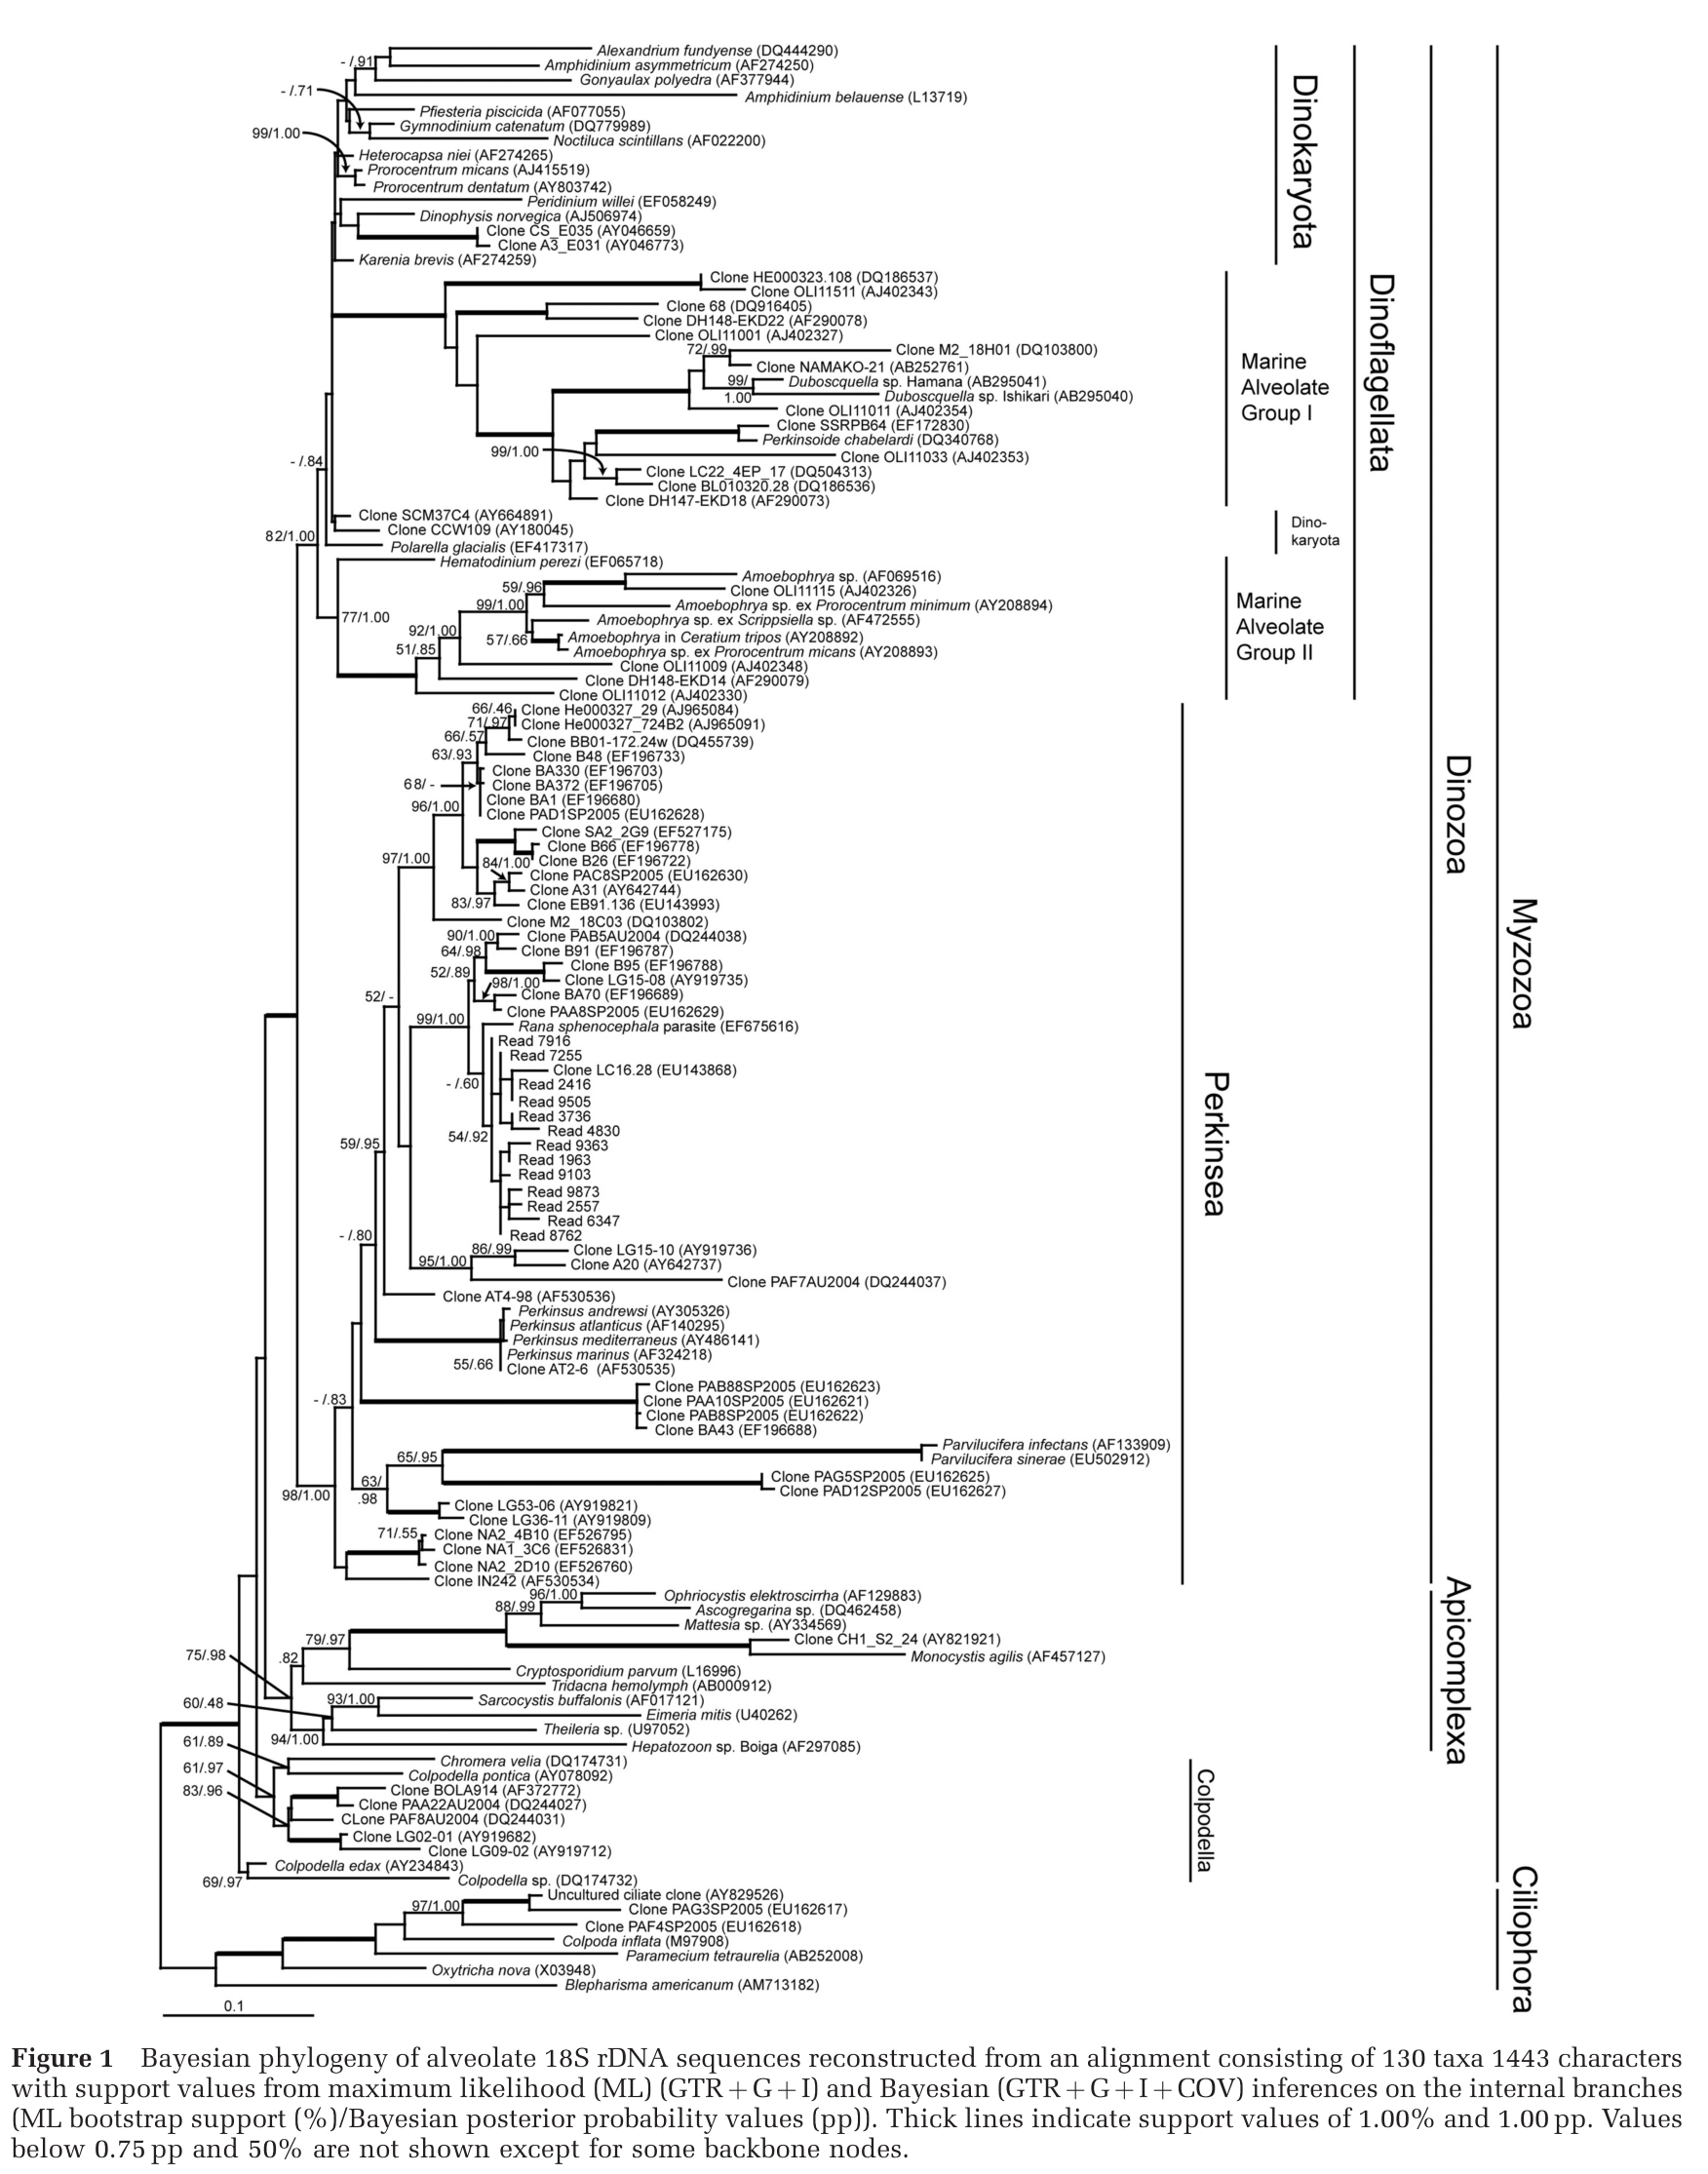 Alexandrium fundyense (DQ444290)
- /.91
Amphidinium asymmetricum (AF274250)
Gonyaulax polyedra (AF377944)
- /.71
Amphidinium belauense (L13719)
Pfiesteria piscicida (AF077055)
Gymnodinium catenatum (DQ779989)
99/1.00
Noctiluca scintillans (AF022200)
Heterocapsa niei (AF274265)
Prorocentrum micans (AJ415519)
Prorocentrum dentatum (AY803742)
Peridinium willei (EF058249)
Dinophysis norvegica (AJ506974)
Clone CS_E035 (AY046659)
Clone A3_E031 (AY046773)
Karenia brevis (AF274259)
Dinokaryota
Clone HE000323.108 (DQ186537)
Clone OLI11511 (AJ402343)
Clone 68 (DQ916405)
Clone DH148-EKD22 (AF290078)
Clone OLI11001 (AJ402327)
72/.99
Clone M2_18H01 (DQ103800)
Clone NAMAKO-21 (AB252761)
99/
1.00
Duboscquella sp. Hamana (AB295041)
Duboscquella sp. Ishikari (AB295040)
Clone OLI11011 (AJ402354)
Clone SSRPB64 (EF172830)
Perkinsoide chabelardi (DQ340768)
99/1.00
Clone OLI11033 (AJ402353)
- /.84
Clone LC22_4EP_17 (DQ504313)
Clone BL010320.28 (DQ186536)
Clone DH147-EKD18 (AF290073)
Marine
Alveolate
Group I
Dinoflagellata
Clone SCM37C4 (AY664891)
Clone CCW109 (AY180045)
82/1.00
Polarella glacialis (EF417317)
Dino-
karyota
Hematodinium perezi (EF065718)
Amoebophrya sp. (AF069516)
59/.96
Clone OLI11115 (AJ402326)
99/1.00
Amoebophrya sp. ex Prorocentrum minimum (AY208894)
77/1.00
Amoebophrya sp. ex Scrippsiella sp. (AF472555)
92/1.00
57/.66
Amoebophrya in Ceratium tripos (AY208892)
51/.85
Amoebophrya sp. ex Prorocentrum micans (AY208893)
Clone OLI11009 (AJ402348)
Clone DH148-EKD14 (AF290079)
Clone OLI11012 (AJ402330)
Marine
Alveolate
Group II
66/.46
Clone He000327_29 (AJ965084)
71/.97
Clone He000327_724B2 (AJ965091)
66/.57
Clone BB01-172.24w (DQ455739)
63/.93
Clone B48 (EF196733)
Clone BA330 (EF196703)
68/ -
Clone BA372 (EF196705)
Clone BA1 (EF196680)
96/1.00
Clone PAD1SP2005 (EU162628)
Clone SA2_2G9 (EF527175)
Clone B66 (EF196778)
97/1.00
84/1.00
Clone B26 (EF196722)
Clone PAC8SP2005 (EU162630)
Clone A31 (AY642744)
83/.97
Clone EB91.136 (EU143993)
Clone M2_18C03 (DQ103802)
90/1.00
Clone PAB5AU2004 (DQ244038)
64/.98
Clone B91 (EF196787)
52/.89
Clone B95 (EF196788)
98/1.00
Clone LG15-08 (AY919735)
52/ -
Clone BA70 (EF196689)
Clone PAA8SP2005 (EU162629)
99/1.00
Rana sphenocephala parasite (EF675616)
Read 7916
Read 7255
Clone LC16.28 (EU143868)
- /.60
Read 2416
Read 9505
Read 3736
54/.92
Read 4830
59/.95
Read 9363
Read 1963
Read 9103
Read 9873
Read 2557
Read 6347
- /.80
Read 8762
86/.99
Clone LG15-10 (AY919736)
95/1.00
Clone A20 (AY642737)
Clone PAF7AU2004 (DQ244037)
Clone AT4-98 (AF530536)
Perkinsus andrewsi (AY305326)
Perkinsus atlanticus (AF140295)
Perkinsus mediterraneus (AY486141)
Perkinsus marinus (AF324218)
55/.66
Clone AT2-6 (AF530535)
- /.83
Clone PAB88SP2005 (EU162623)
Clone PAA10SP2005 (EU162621)
Clone PAB8SP2005 (EU162622)
Clone BA43 (EF196688)
65/.95
Parvilucifera infectans (AF133909)
Parvilucifera sinerae (EU502912)
63/
.98
Clone PAG5SP2005 (EU162625)
98/1.00
Clone PAD12SP2005 (EU162627)
Clone LG53-06 (AY919821)
Clone LG36-11 (AY919809)
71/.55
Clone NA2_4B10 (EF526795)
Clone NA1_3C6 (EF526831)
Clone NA2_2D10 (EF526760)
Clone IN242 (AF530534)
Perkinsea
Dinozoa
Myzozoa
96/1.00
Ophriocystis elektroscirrha (AF129883)
88/.99
Ascogregarina sp. (DQ462458)
Mattesia sp. (AY334569)
79/.97
Clone CH1_S2_24 (AY821921)
75/.98
.82
Monocystis agilis (AF457127)
Cryptosporidium parvum (L16996)
Tridacna hemolymph (AB000912)
60/.48
93/1.00
Sarcocystis buffalonis (AF017121)
Eimeria mitis (U40262)
Theileria sp. (U97052)
61/.89
94/1.00
Hepatozoon sp. Boiga (AF297085)
Apicomplexa
Chromera velia (DQ174731)
61/.97
Colpodella pontica (AY078092)
83/.96
Clone BOLA914 (AF372772)
Clone PAA22AU2004 (DQ244027)
CLone PAF8AU2004 (DQ244031)
Clone LG02-01 (AY919682)
Clone LG09-02 (AY919712)
Colpodella edax (AY234843)
69/.97
Colpodella sp. (DQ174732)
Colpodella
Uncultured ciliate clone (AY829526)
97/1.00
Clone PAG3SP2005 (EU162617)
Clone PAF4SP2005 (EU162618)
Colpoda inflata (M97908)
Paramecium tetraurelia (AB252008)
Oxytricha nova (X03948)
Blepharisma americanum (AM713182)
Ciliophora
0.1
Figure 1 Bayesian phylogeny of alveolate 18S rDNA sequences reconstructed from an alignment consisting of 130 taxa 1443 characters
with support values from maximum likelihood (ML) (GTR + G + I) and Bayesian (GTR + G + I + COV) inferences on the internal branches
(ML bootstrap support (%)/Bayesian posterior probability values (pp)). Thick lines indicate support values of 1.00% and 1.00 pp. Values
below 0.75 pp and 50% are not shown except for some backbone nodes.